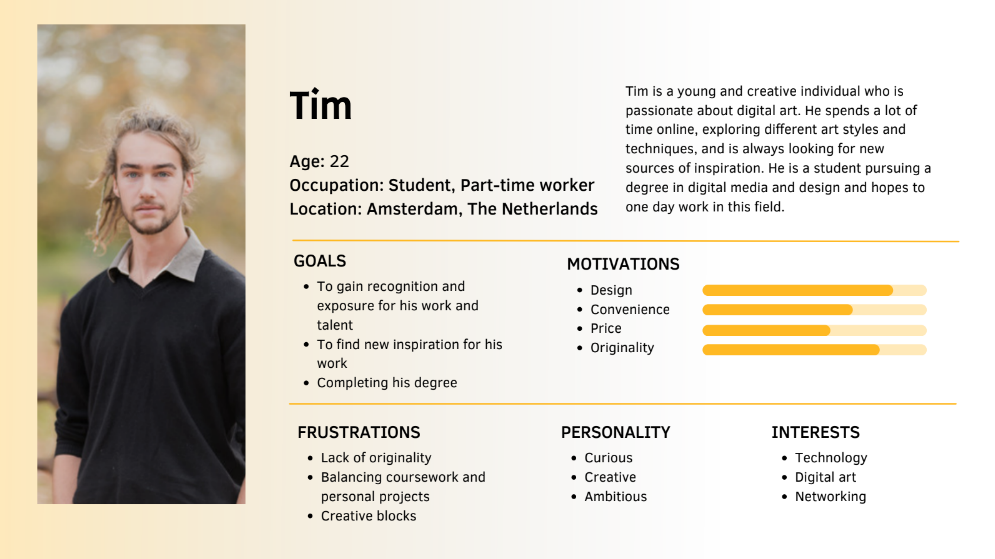 Tim
Age: 22
Occupation: Student, Part-time worker
Location: Amsterdam, The Netherlands
Tim is a young and creative individual who is
passionate about digital art. He spends a lot of
time online, exploring different art styles and
techniques, and is always looking for new
sources of inspiration. He is a student pursuing a
degree in digital media and design and hopes to
one day work in this field.
GOALS
• To gain recognition and
exposure for his work and
talent
• To find new inspiration for his
work
• Completing his degree
MOTIVATIONS
• Design
• Convenience
• Price
• Originality
FRUSTRATIONS
• Lack of originality
• Balancing coursework and
personal projects
• Creative blocks
PERSONALITY
• Curious
• Creative
• Ambitious
INTERESTS
• Technology
• Digital art
• Networking